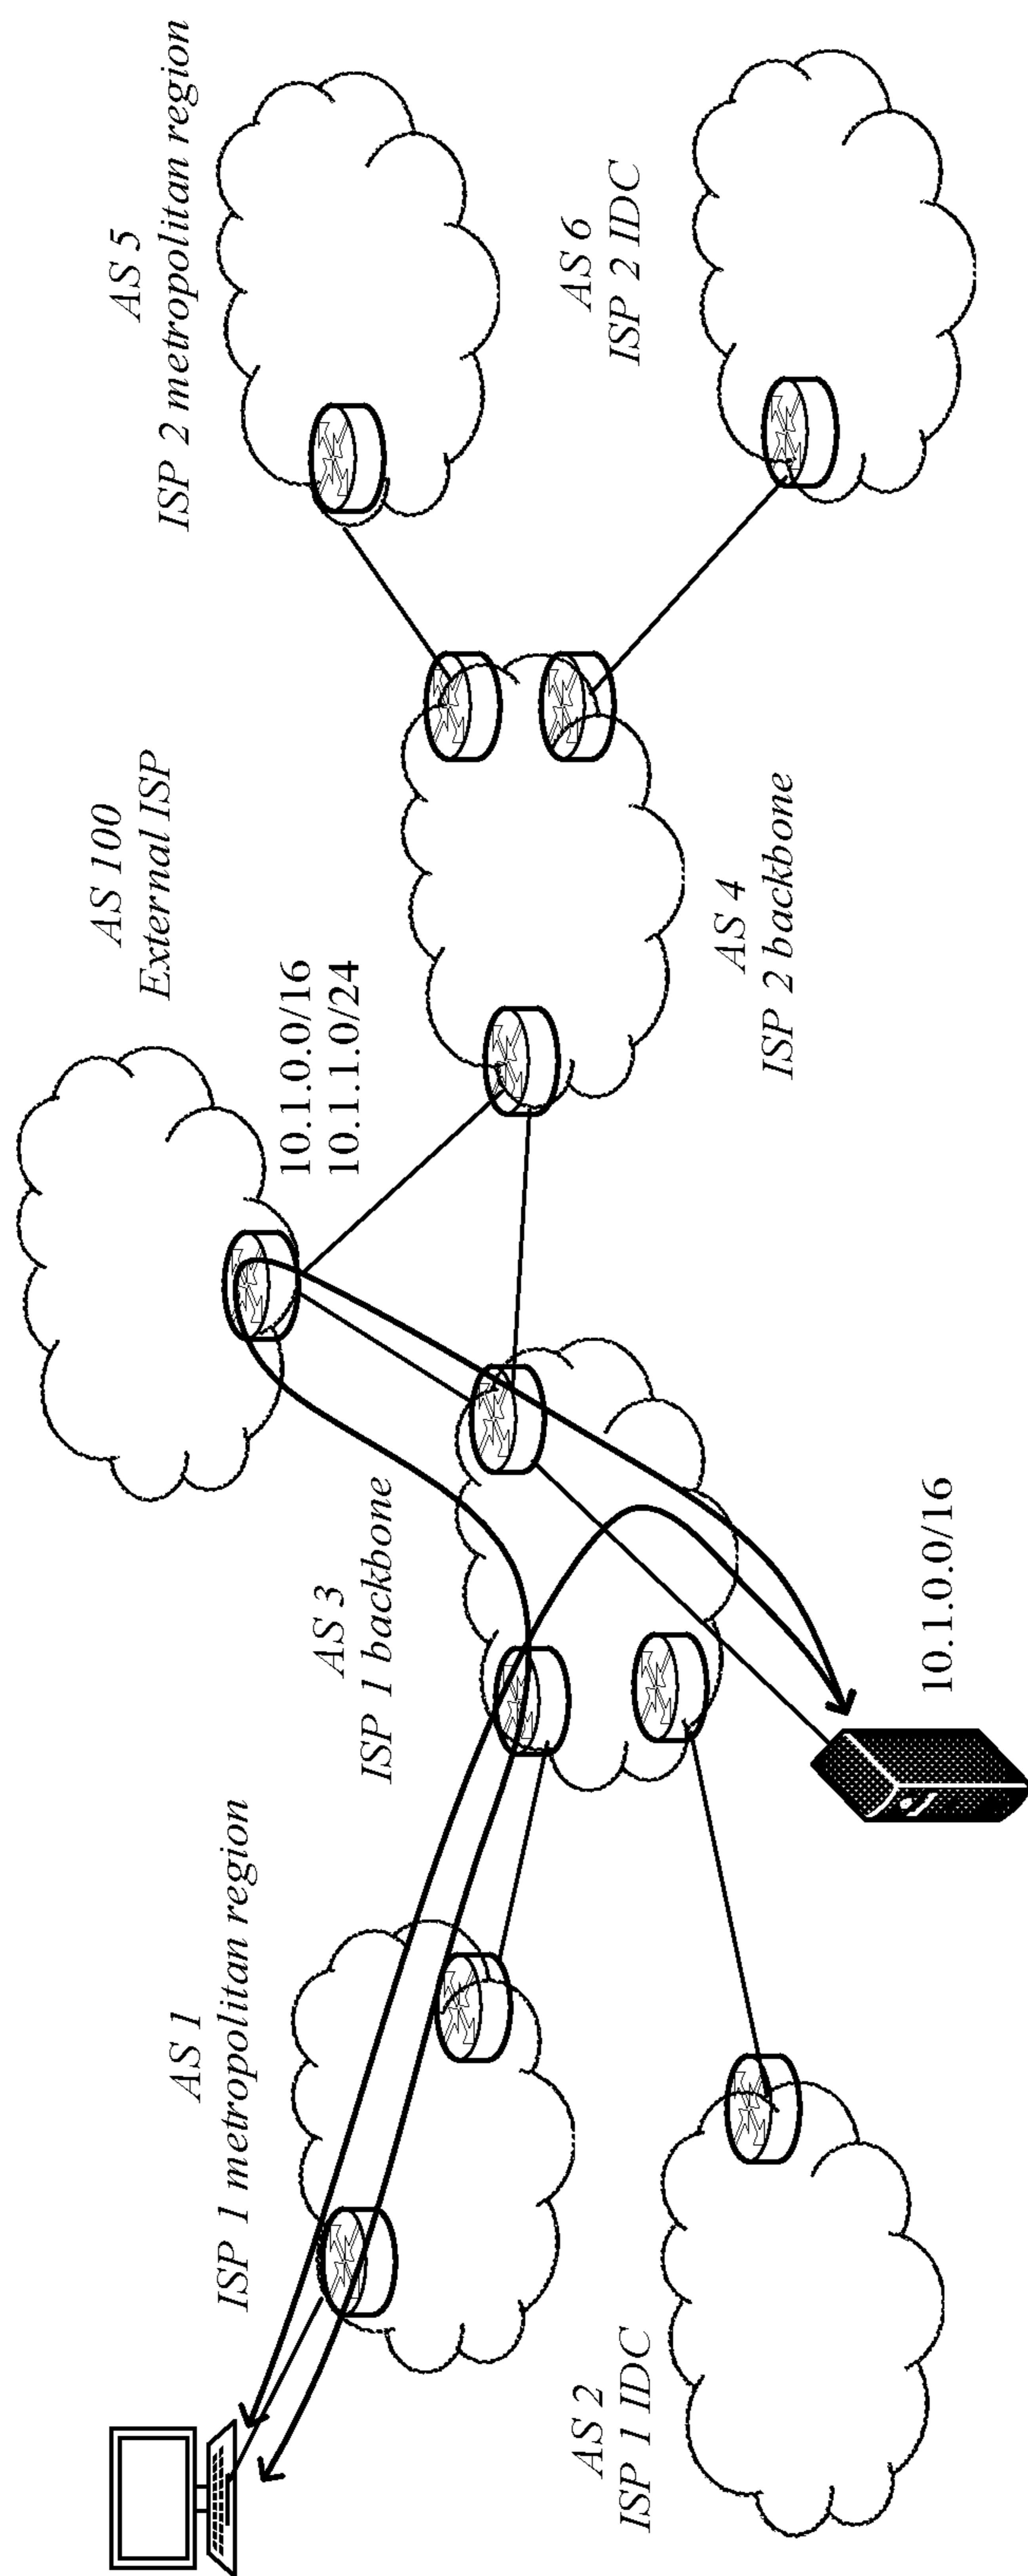 AS 100
External ISP
AS 1
ISP 1 metropolitan region
AS 3
ISP 1 backbone
10.1.0.0/16
10.1.1.0/24
AS 5
ISP 2 metropolitan region
AS 2
ISP 1 IDC
10.1.0.0/16
AS 4
ISP 2 backbone
AS 6
ISP 2 IDC